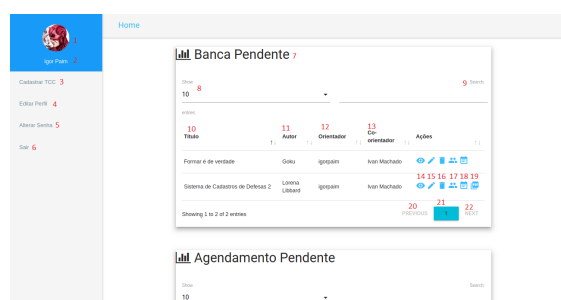 Home
1
Igor Paim 2
Cadastrar TCC 3
Editar Perfil 4
Alterar Senha 5
Sair 6
Banca Pendente 7
Show
10 8
entries
9 Search:
10 11 12 13
Título Autor Orientador Co-orientador Ações
Formar é verdade Goku igorpaim Ivan Machado
14 15 16 17 18 19
Sistema de Cadastros de Defesas 2 Lorena Libbard igorpaim Ivan Machado
20 21 22
Showing 1 to 2 of 2 entries PREVIOUS 1 NEXT
Agendamento Pendente
Show
10
Search: